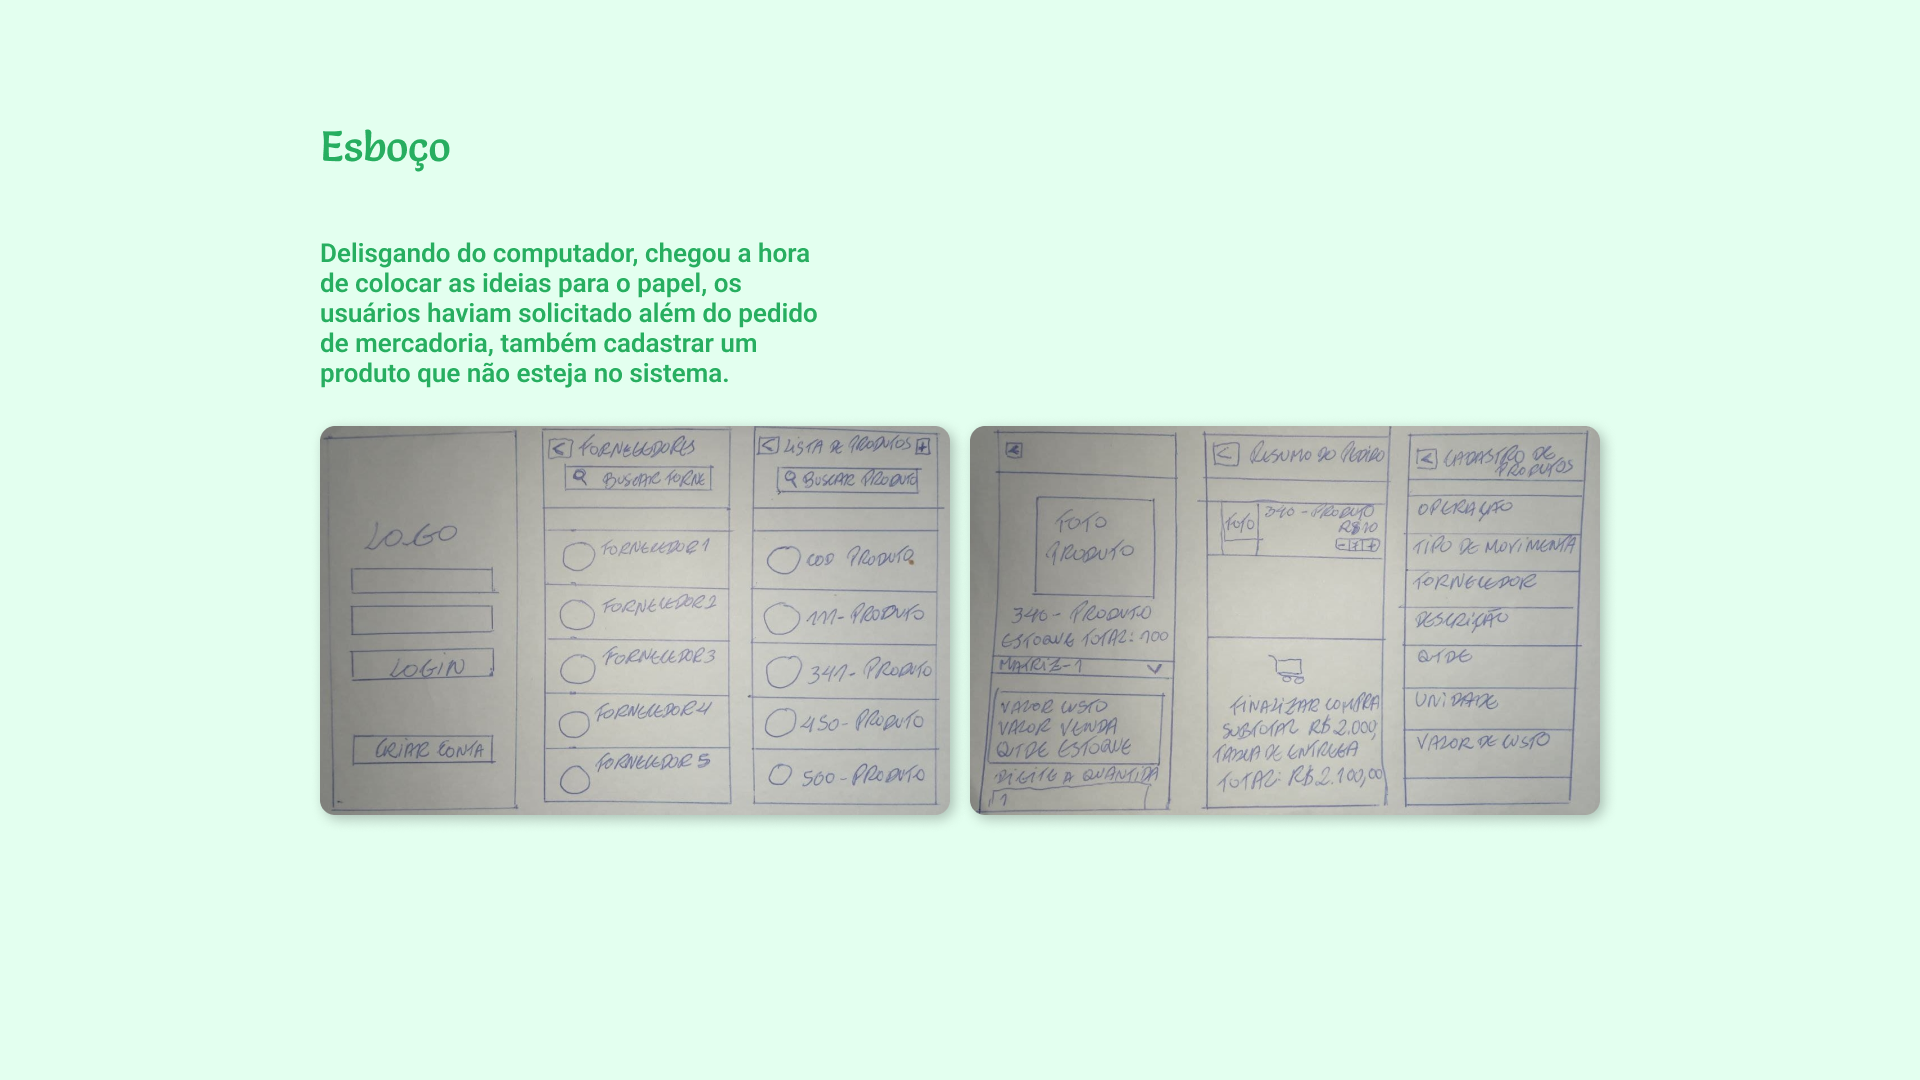 Esboço
Delisgando do computador, chegou a hora
de colocar as ideias para o papel, os
usuários haviam solicitado além do pedido
de mercadoria, também cadastrar um
produto que não esteja no sistema.
LOGO
LOGIN
CRIAR CONTA
< FORNECEDORES
BUSCAR FORNE
FORNECEDOR 1
FORNECEDOR 2
FORNECEDOR 3
FORNECEDOR 4
FORNECEDOR 5
< LISTA DE PRODUTOS +
BUSCAR PRODUTO
COD PRODUTO
111 - PRODUTO
341 - PRODUTO
450 - PRODUTO
500 - PRODUTO
<
FOTO
PRODUTO
340 - PRODUTO
ESTOQUE TOTAL: 100
MATRIZ - 1
VALOR CUSTO
VALOR VENDA
QTDE ESTOQUE
DIGITE A QUANTIDA
1
< RESUMO DO PEDIDO
FOTO
340 - PRODUTO
R$20
- 1 +
FINALIZAR COMPRA
SUBTOTAL R$ 2.000,
DE ENTREGA
TOTAL: R$ 2.100,00
< CADASTRO DE
PRODUTOS
OPERAÇÃO
TIPO DE MOVIMENTA
FORNECEDOR
DESCRIÇÃO
QTDE
UNIDADE
VALOR DE CUSTO